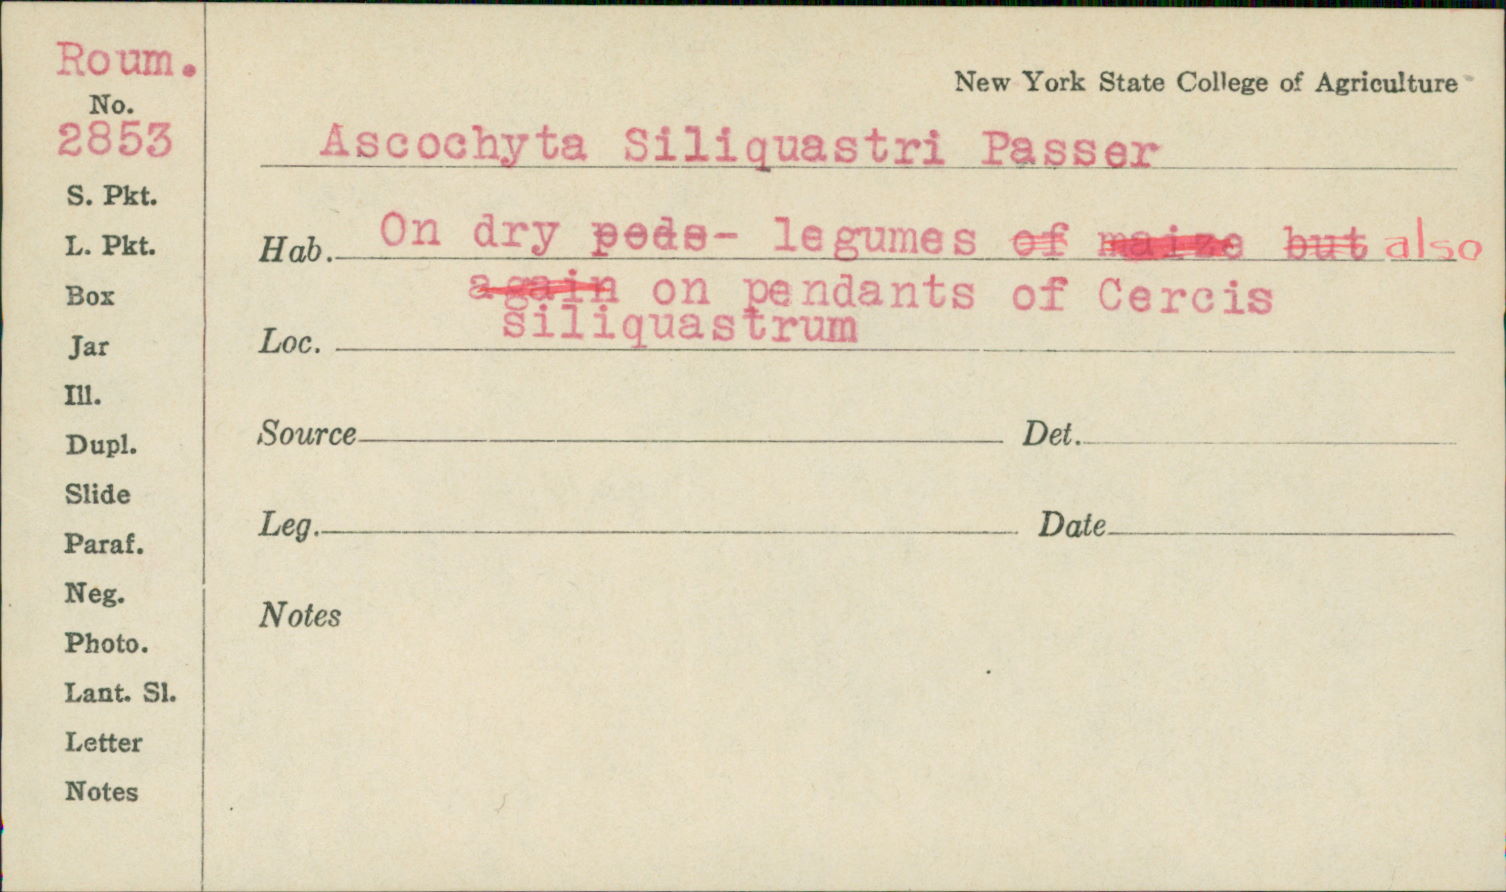 Roum.
No.
2853
S. Pkt.
L. Pkt.
Box
Jar
Ill.
Dupl.
Slide
Paraf.
Neg.
Photo.
Lant. Sl.
Letter
Notes
New York State College of Agriculture
Ascochyta Siliquastri Passer
Hab. On dry pods- legumes of maize but also
again on pendants of Cercis
siliquastrum
Loc.
Source Det.
Leg. Date
Notes